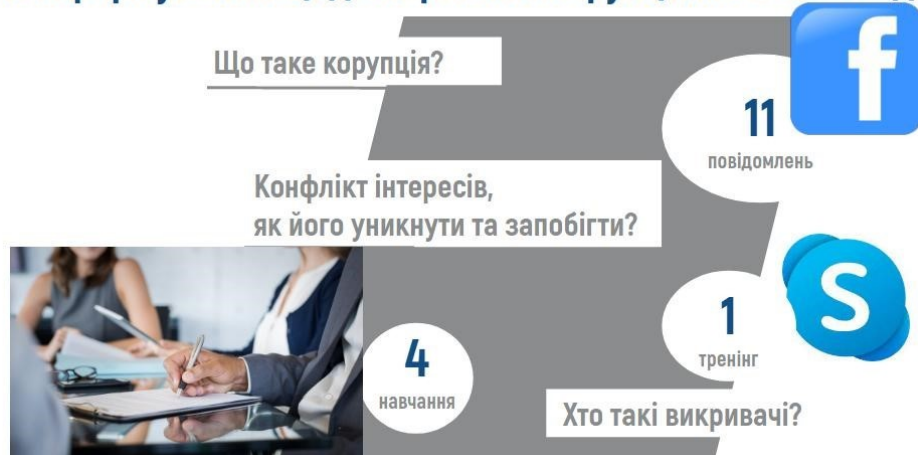 Що таке корупція?
11
повідомлень
Конфлікт інтересів,
як його уникнути та запобігти?
1
тренінг
4
навчання
Хто такі викривачі?